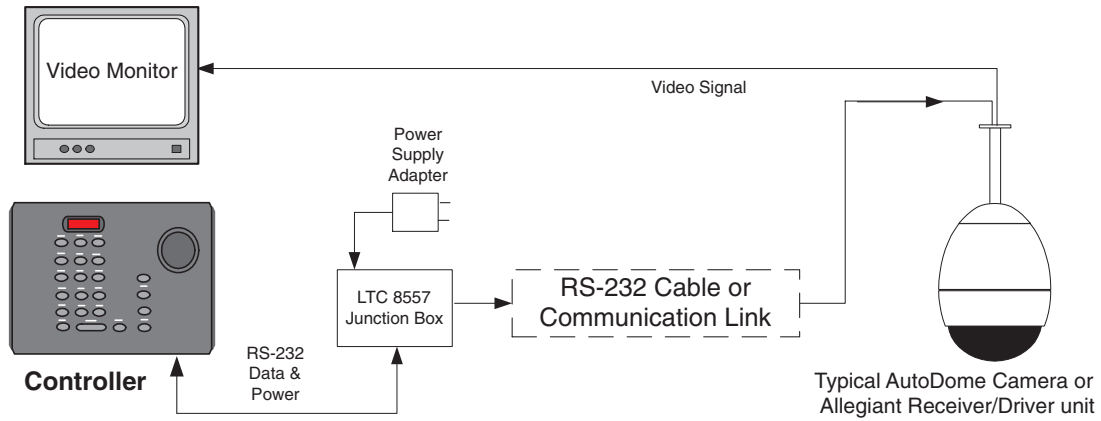 Video Monitor
Video Signal
Power
Supply
Adapter
LTC 8557
Junction Box
RS-232 Cable or
Communication Link
RS-232
Data &
Power
Controller
Typical AutoDome Camera or
Allegiant Receiver/Driver unit